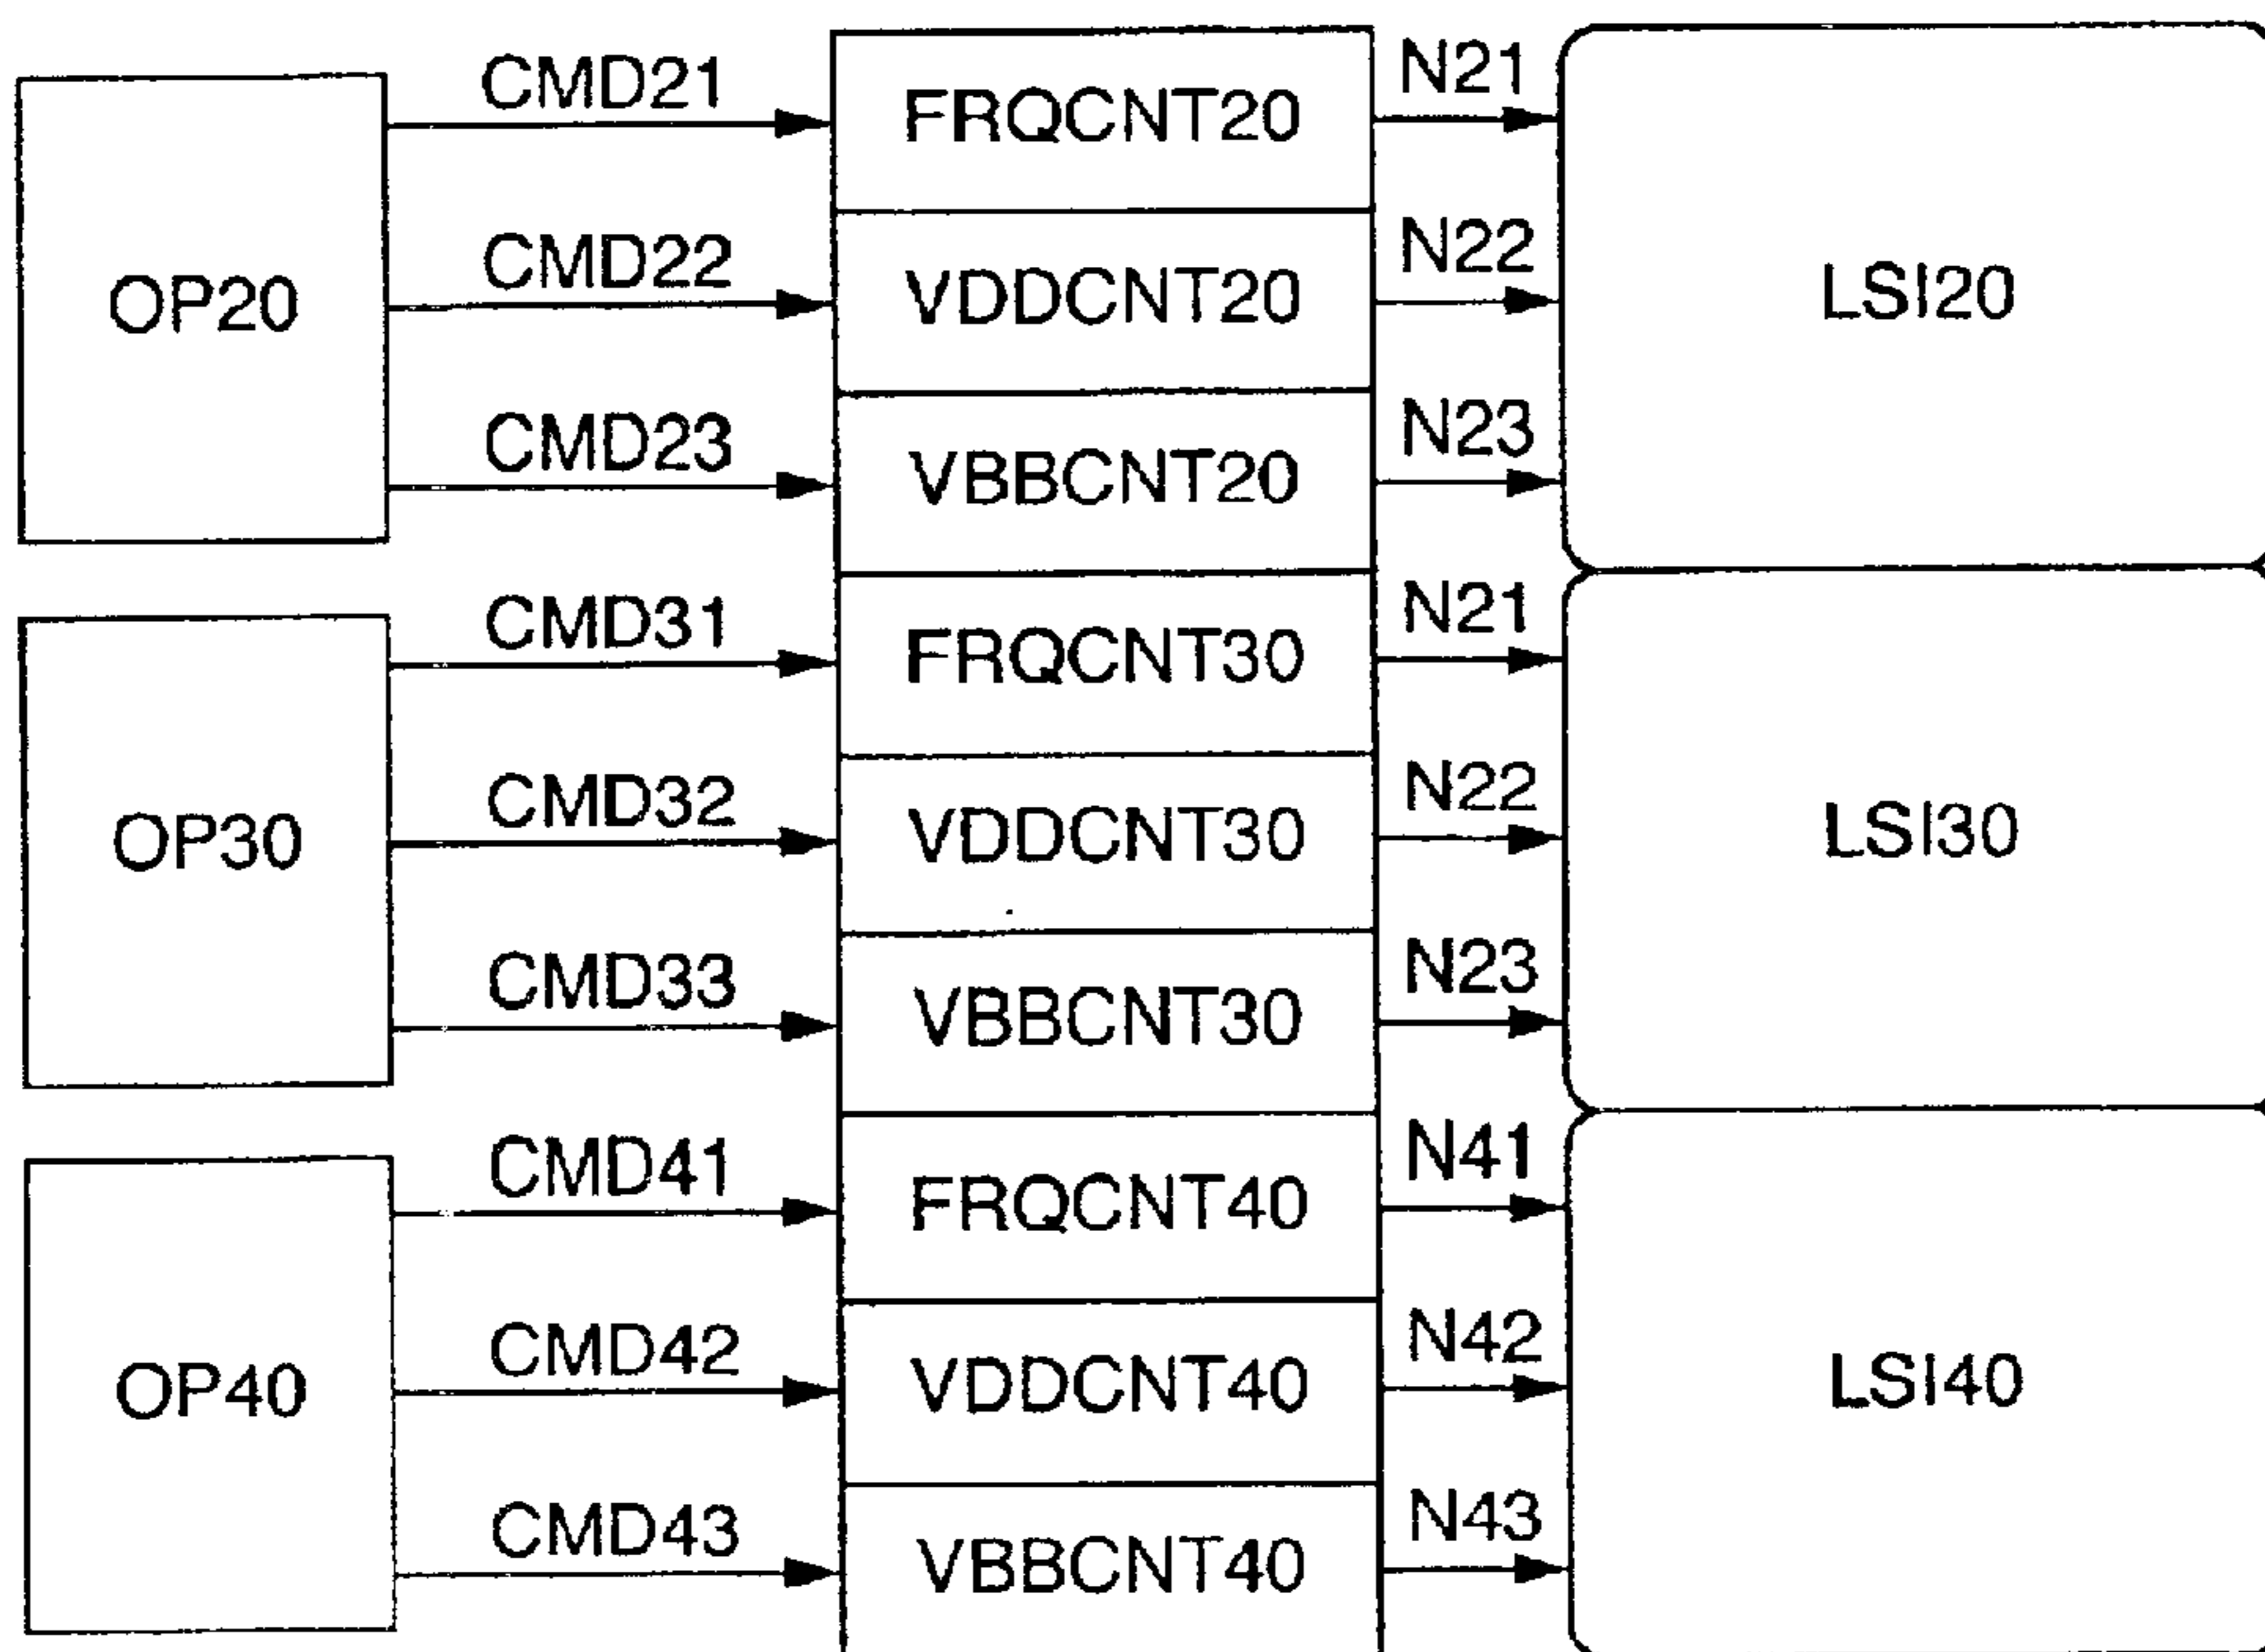 CMD21
FRQCNT20
N21
OP20
CMD22
VDDCNT20
N22
LSI20
CMD23
VBBCNT20
N23
CMD31
FRQCNT30
N21
OP30
CMD32
VDDCNT30
N22
LSI30
CMD33
VBBCNT30
N23
CMD41
FRQCNT40
N41
OP40
CMD42
VDDCNT40
N42
LSI40
CMD43
VBBCNT40
N43